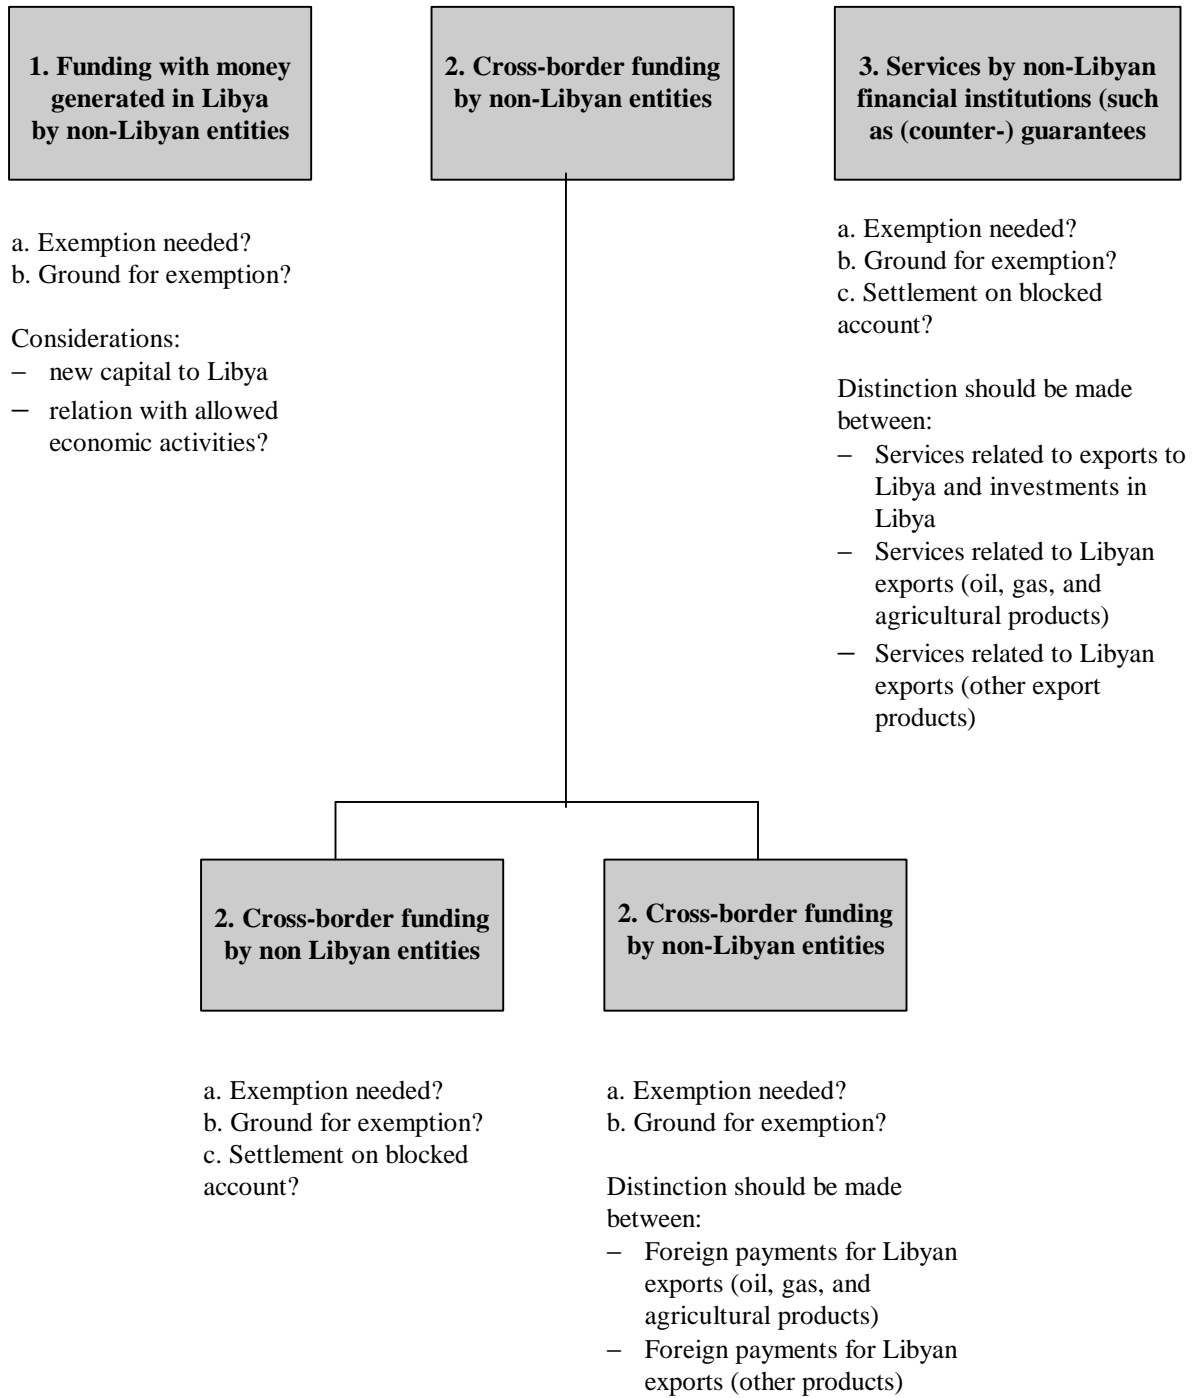 1. Funding with money
generated in Libya
by non-Libyan entities
2. Cross-border funding
by non-Libyan entities
3. Services by non-Libyan
financial institutions (such
as (counter-) guarantees
a. Exemption needed?
b. Ground for exemption?
Considerations:
– new capital to Libya
– relation with allowed
economic activities?
a. Exemption needed?
b. Ground for exemption?
c. Settlement on blocked
account?
Distinction should be made
between:
– Services related to exports to
Libya and investments in
Libya
– Services related to Libyan
exports (oil, gas, and
agricultural products)
– Services related to Libyan
exports (other export
products)
2. Cross-border funding
by non Libyan entities
2. Cross-border funding
by non-Libyan entities
a. Exemption needed?
b. Ground for exemption?
c. Settlement on blocked
account?
a. Exemption needed?
b. Ground for exemption?
Distinction should be made
between:
– Foreign payments for Libyan
exports (oil, gas, and
agricultural products)
– Foreign payments for Libyan
exports (other products)